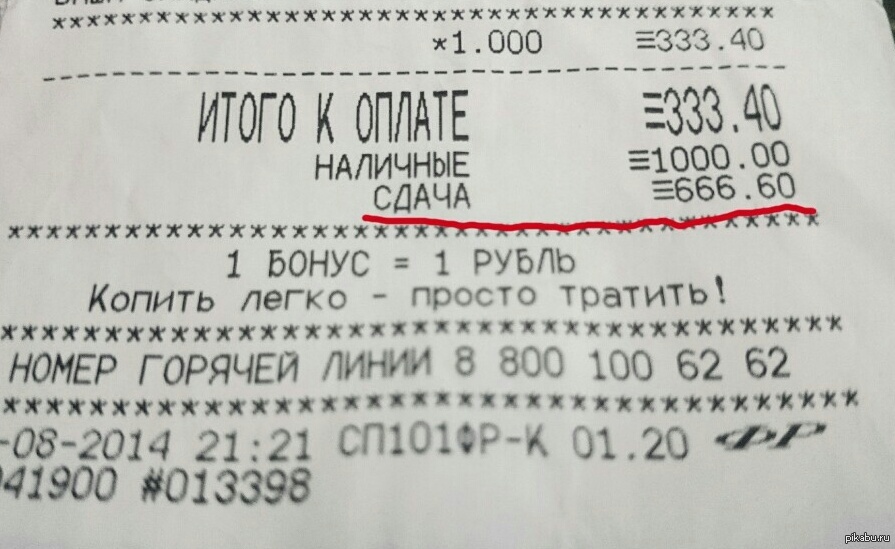 ****************************************
*1.000 ≡333.40
ИТОГО К ОПЛАТЕ ≡333.40
НАЛИЧНЫЕ ≡1000.00
СДАЧА ≡666.60
****************************************
1 БОНУС = 1 РУБЛЬ
Копить легко - просто тратить!
****************************************
НОМЕР ГОРЯЧЕЙ ЛИНИИ 8 800 100 62 62
****************************************
-08-2014 21:21 СП101ФР-К 01.20 ФР
041900 #013398
pikabu.ru